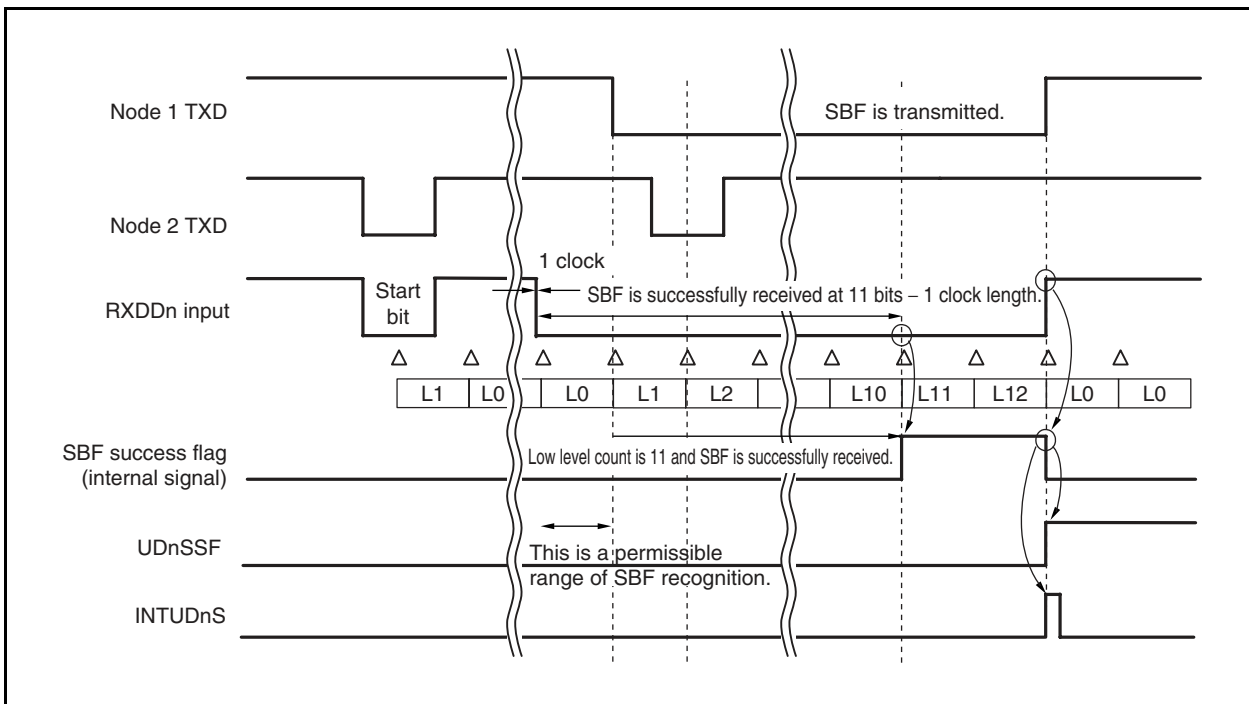 Node 1 TXD
SBF is transmitted.
Node 2 TXD
1 clock
RXDDn input
Start
bit
SBF is successfully received at 11 bits – 1 clock length.
L1 L0 L0 L1 L2 L10 L11 L12 L0 L0
SBF success flag
(internal signal)
Low level count is 11 and SBF is successfully received.
UDnSSF
This is a permissible
range of SBF recognition.
INTUDnS